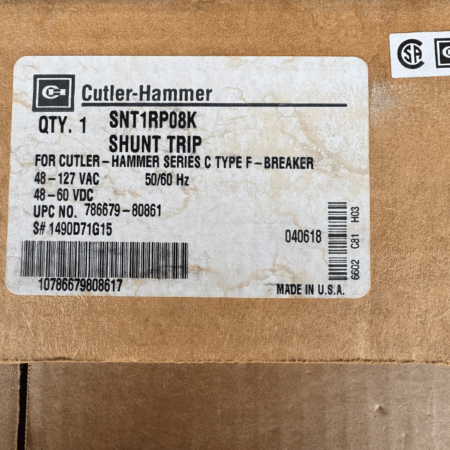 Cutler-Hammer
QTY. 1 SNT1RP08K
SHUNT TRIP
FOR CUTLER-HAMMER SERIES C TYPE F-BREAKER
48-127 VAC 50/60 Hz
48-60 VDC
UPC NO. 786679-80861
S# 1490D71G15
040618
6602 C81 H03
10786679808617
MADE IN U.S.A.